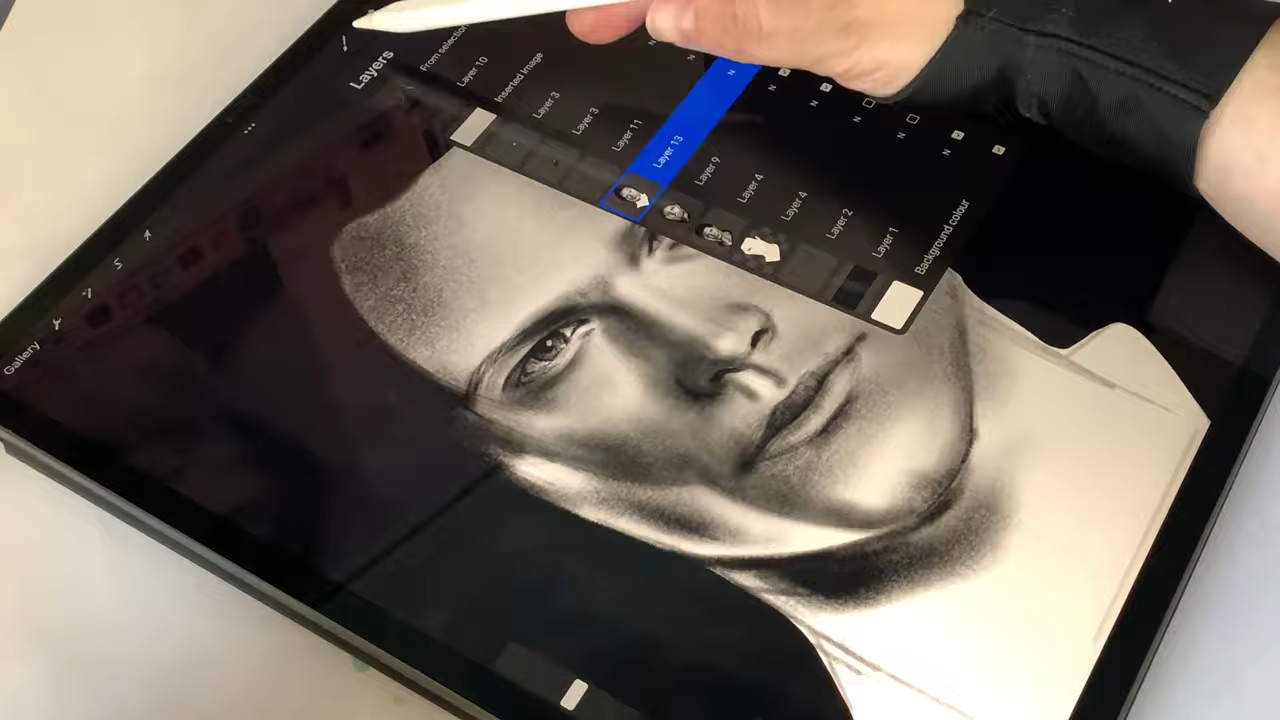 Gallery
Layers
From selection
Layer 10
Inserted Image
Layer 3
Layer 3
Layer 11
Layer 13
Layer 9
Layer 4
Layer 4
Layer 2
Layer 1
Background colour
N
N
N
N
N
N
N
N